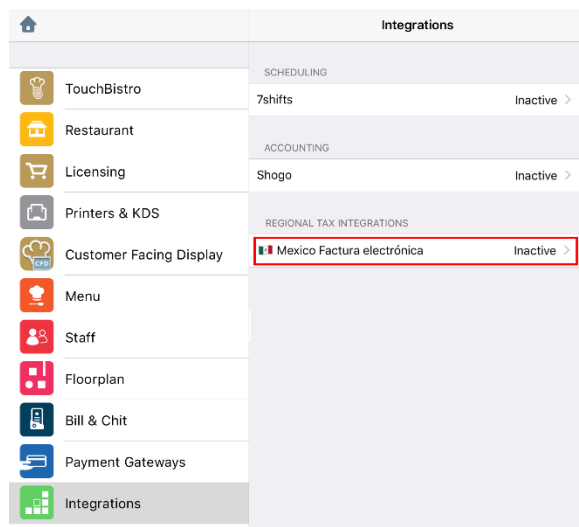 Integrations
TouchBistro
Restaurant
Licensing
Printers & KDS
CFD
Customer Facing Display
Menu
Staff
Floorplan
Bill & Chit
Payment Gateways
Integrations
SCHEDULING
7shifts Inactive
ACCOUNTING
Shogo Inactive
REGIONAL TAX INTEGRATIONS
Mexico Factura electrónica Inactive